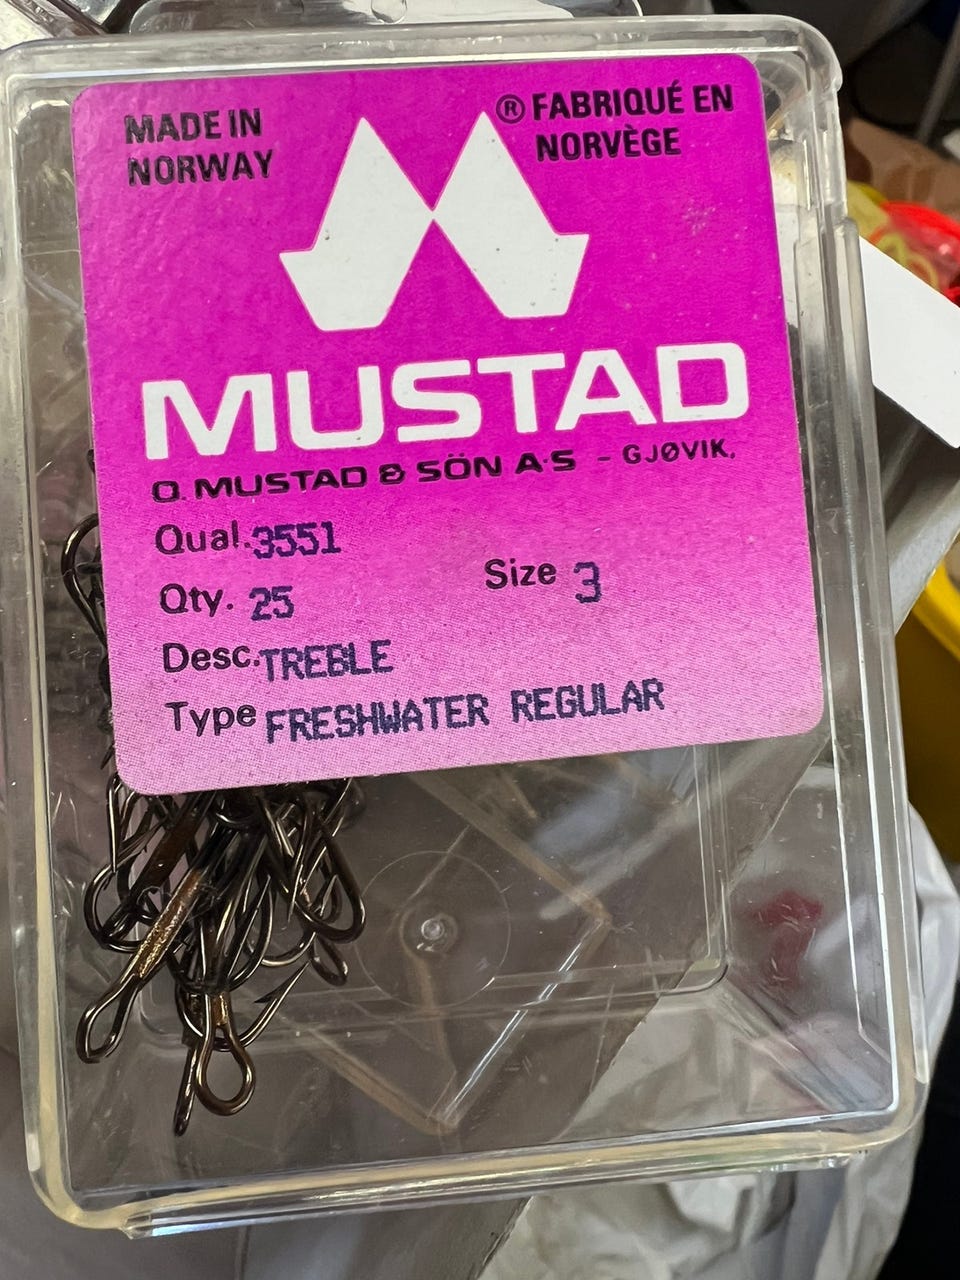 MADE IN
NORWAY
® FABRIQUÉ EN
NORVÈGE
MUSTAD
O. MUSTAD & SÖN A·S - GJØVIK.
Qual. 3551
Qty. 25
Size 3
Desc. TREBLE
Type FRESHWATER REGULAR